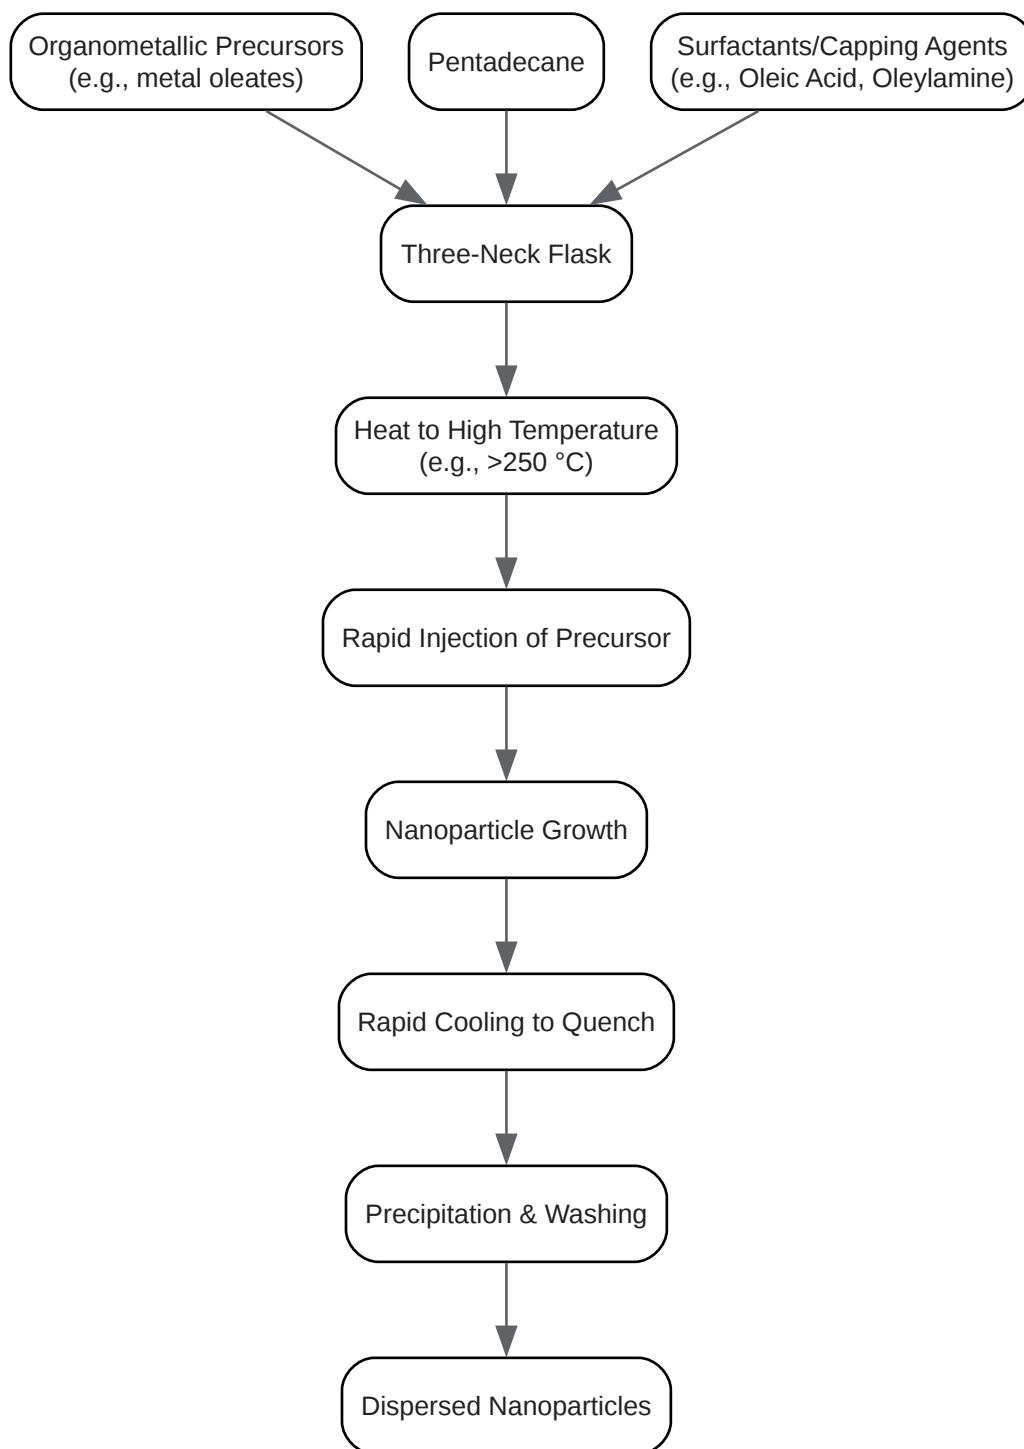 Organometallic Precursors
(e.g., metal oleates)
Pentadecane
Surfactants/Capping Agents
(e.g., Oleic Acid, Oleylamine)
Three-Neck Flask
Heat to High Temperature
(e.g., >250 °C)
Rapid Injection of Precursor
Nanoparticle Growth
Rapid Cooling to Quench
Precipitation & Washing
Dispersed Nanoparticles